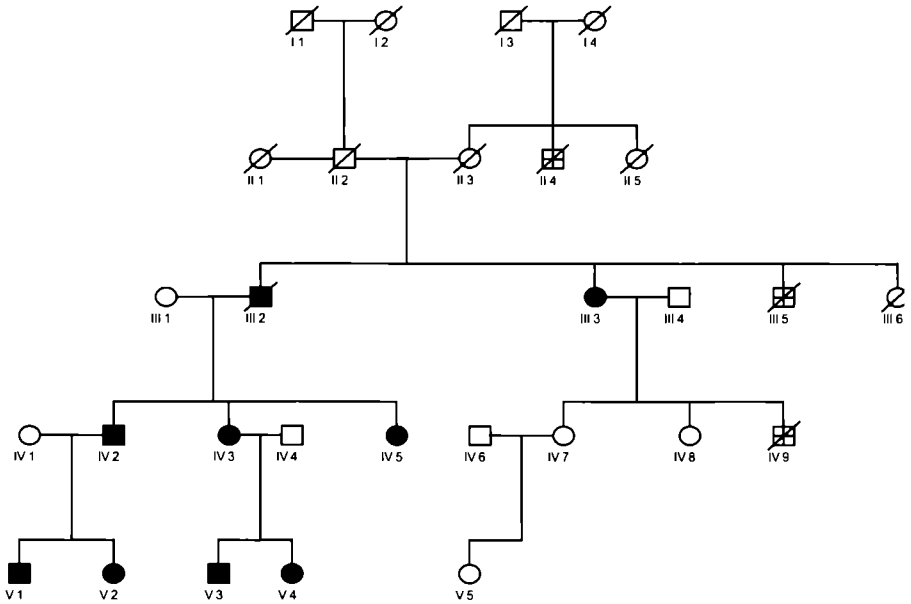 I 1 I 2 I 3 I 4
II 1 II 2 II 3 II 4 II 5
III 1 III 2 III 3 III 4 III 5 III 6
IV 1 IV 2 IV 3 IV 4 IV 5 IV 6 IV 7 IV 8 IV 9
V 1 V 2 V 3 V 4 V 5